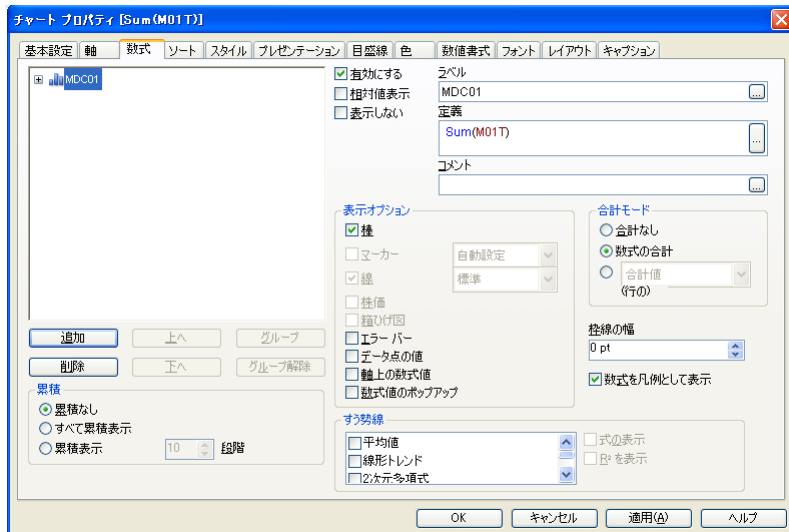 チャート プロパティ [Sum(M01T)]
基本設定 軸 数式 ソート スタイル プレゼンテーション 目盛線 色 数値書式 フォント レイアウト キャプション
MDC01
有効にする
相対値表示
表示しない
ラベル
MDC01
...
定義
Sum(M01T)
...
コメント
...
表示オプション
棒
マーカー 自動設定
線 標準
株価
箱ひげ図
エラー バー
データ点の値
軸上の数式値
数式値のポップアップ
合計モード
合計なし
数式の合計
合計値
(行の)
枠線の幅
0 pt
数式を凡例として表示
追加 上へ グループ
削除 下へ グループ解除
累積
累積なし
すべて累積表示
累積表示 10 段階
すう勢線
平均値
線形トレンド
2次元多項式
式の表示
R²を表示
OK キャンセル 適用(A) ヘルプ